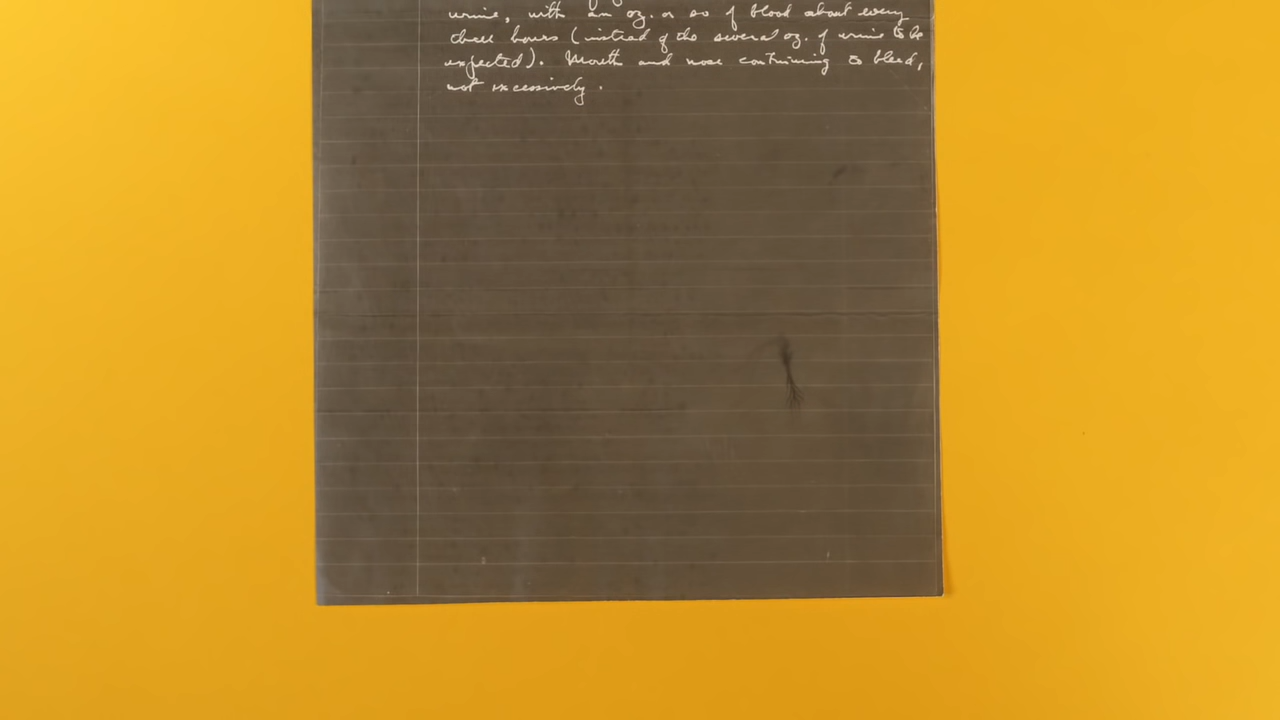 urine, with an oz. or so of blood about every
three hours (instead of the several oz. of urine to be
expected). Mouth and nose continuing to bleed,
not excessively.